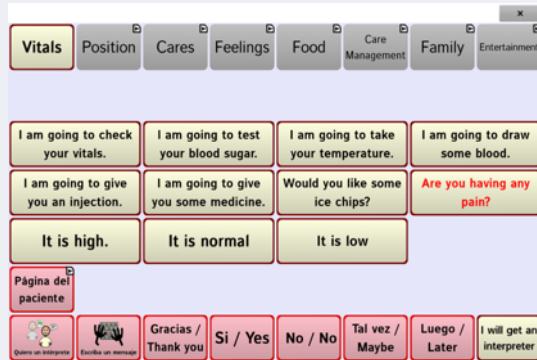 Vitals
Position
Cares
Feelings
Food
Care
Management
Family
Entertainment
I am going to check
your vitals.
I am going to test
your blood sugar.
I am going to take
your temperature.
I am going to draw
some blood.
I am going to give
you an injection.
I am going to give
you some medicine.
Would you like some
ice chips?
Are you having any
pain?
It is high.
It is normal
It is low
Página del
paciente
Quiero un intérprete
Escriba un mensaje
Gracias /
Thank you
Si / Yes
No / No
Tal vez /
Maybe
Luego /
Later
I will get an
interpreter